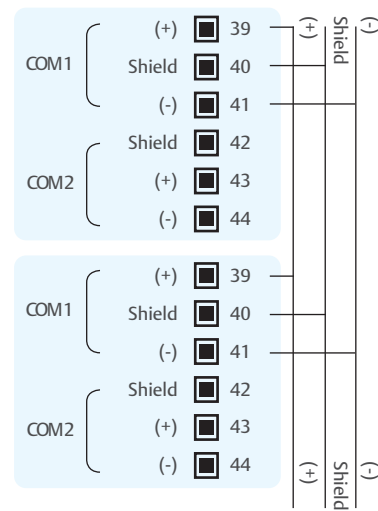 (+) 39 (+) Shield (-)
COM1 Shield 40
(-) 41
Shield 42
COM2 (+) 43
(-) 44
(+) 39
COM1 Shield 40
(-) 41
Shield 42
COM2 (+) 43
(-) 44 (+) Shield (-)